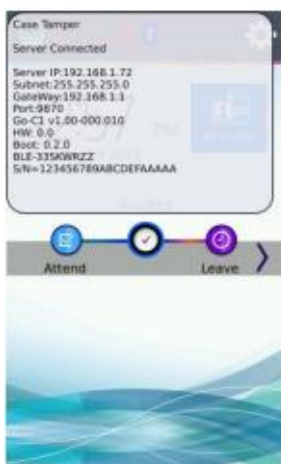 Case Tamper
Server Connected
Server IP:192.168.1.72
Subnet:255.255.255.0
GateWay:192.168.1.1
Port:9870
Go-C1 v1.00-000.010
HW: 0.0
Boot: 0.2.0
BLE-335KWRZZ
S/N=123456789ABCDEFAAAAA
Attend
Leave